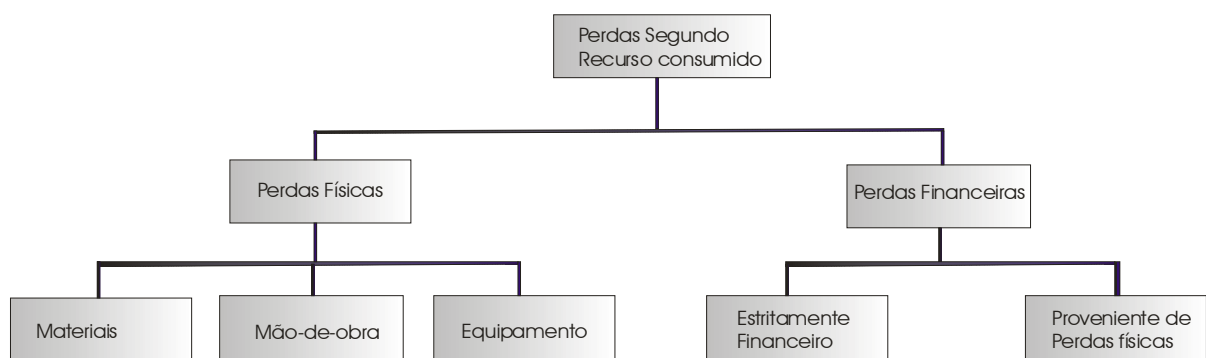 Perdas Segundo
Recurso consumido
Perdas Físicas
Perdas Financeiras
Materiais
Mão-de-obra
Equipamento
Estritamente
Financeiro
Proveniente de
Perdas físicas